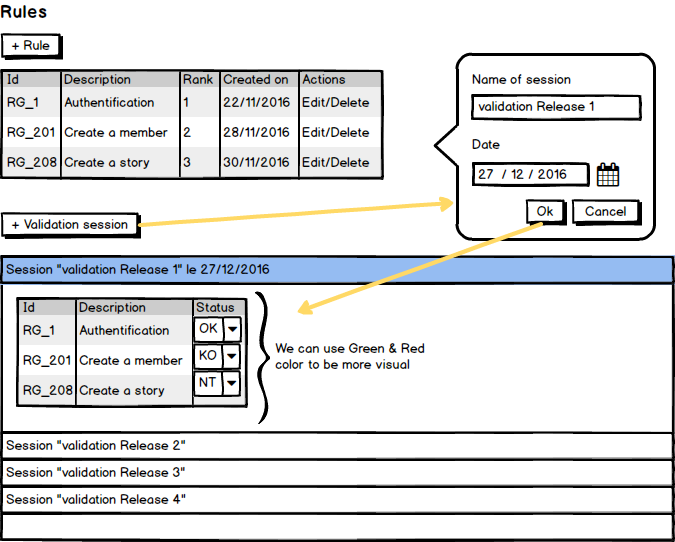 Rules
+ Rule
Id Description Rank Created on Actions
RG_1 Authentification 1 22/11/2016 Edit/Delete
RG_201 Create a member 2 28/11/2016 Edit/Delete
RG_208 Create a story 3 30/11/2016 Edit/Delete
Name of session
validation Release 1
Date
27 / 12 / 2016
Ok Cancel
+ Validation session
Session "validation Release 1" le 27/12/2016
Id Description Status
RG_1 Authentification OK
RG_201 Create a member KO
RG_208 Create a story NT
We can use Green & Red
color to be more visual
Session "validation Release 2"
Session "validation Release 3"
Session "validation Release 4"